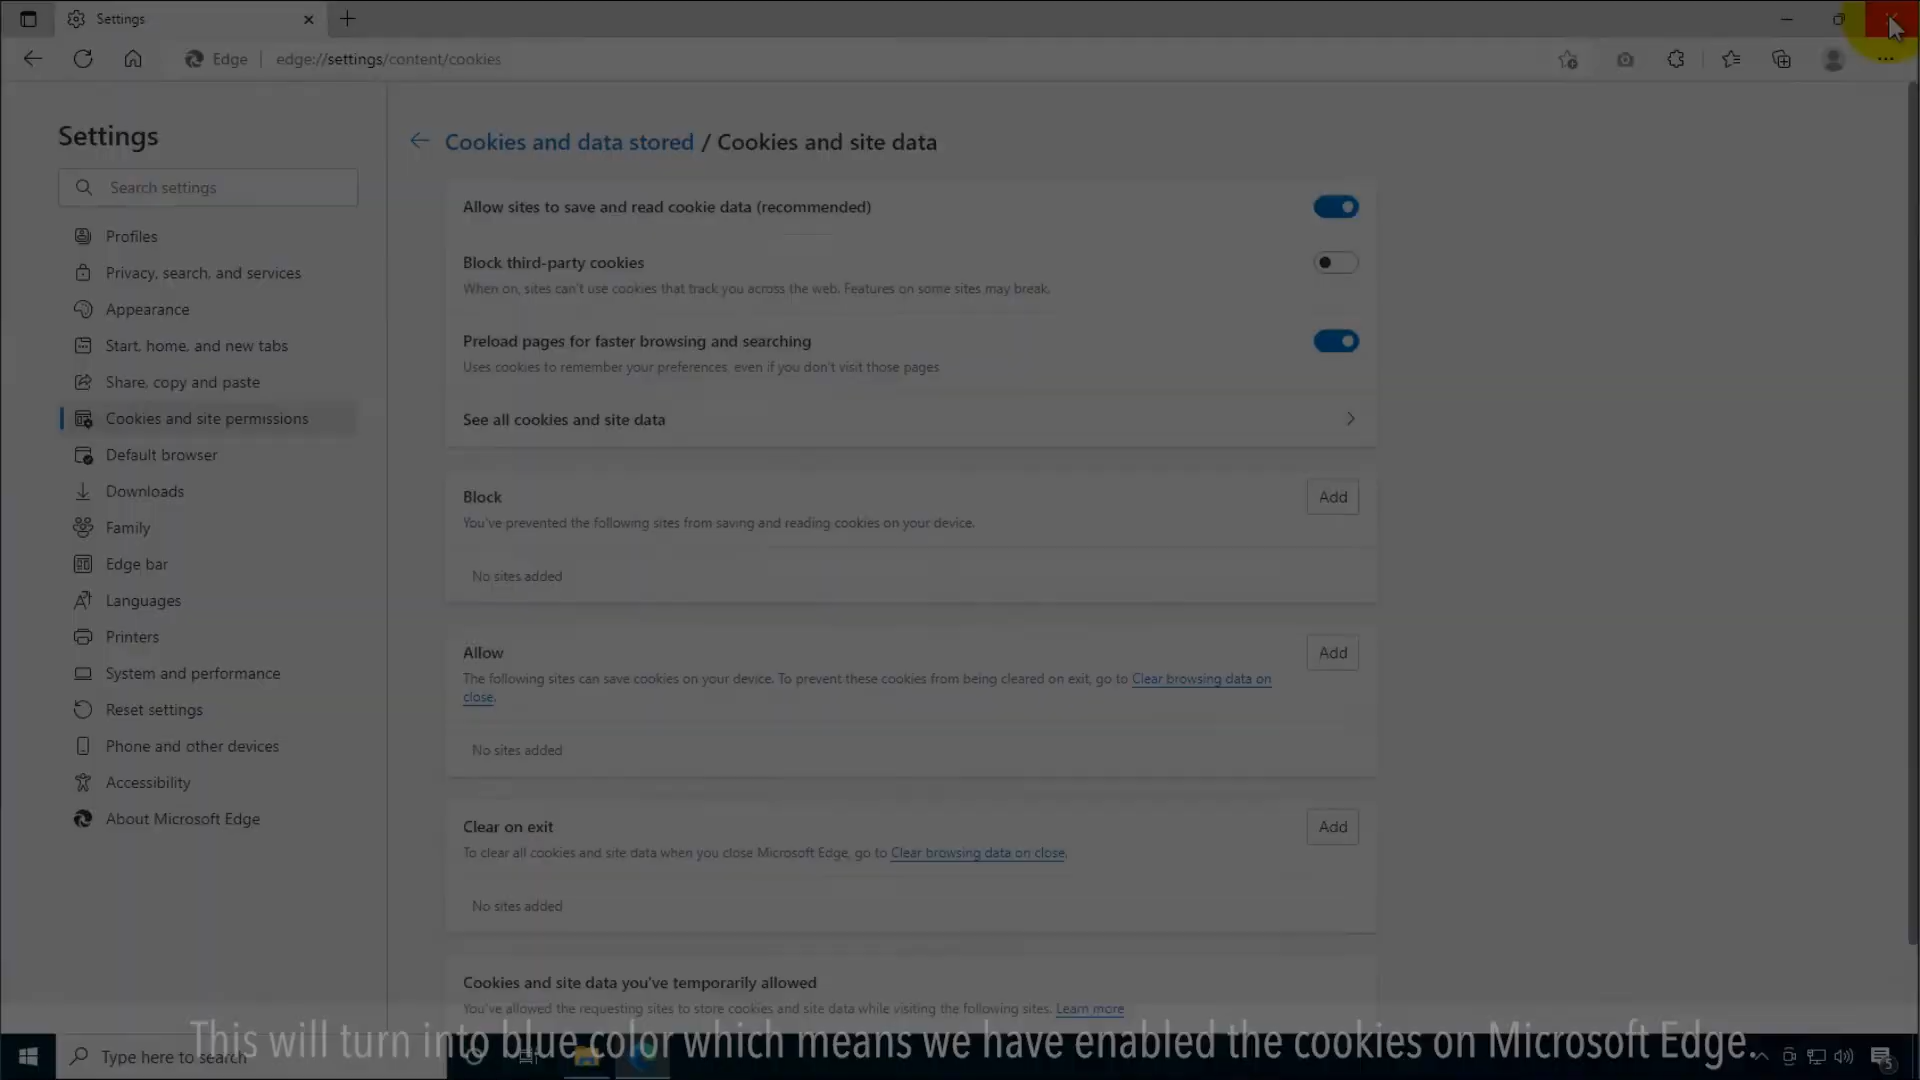 Settings
Edge
edge://settings/content/cookies
Settings
Search settings
Profiles
Privacy, search, and services
Appearance
Start, home, and new tabs
Share, copy and paste
Cookies and site permissions
Default browser
Downloads
Family
Edge bar
Languages
Printers
System and performance
Reset settings
Phone and other devices
Accessibility
About Microsoft Edge
Cookies and data stored / Cookies and site data
Allow sites to save and read cookie data (recommended)
Block third-party cookies
When on, sites can't use cookies that track you across the web. Features on some sites may break.
Preload pages for faster browsing and searching
Uses cookies to remember your preferences, even if you don't visit those pages
See all cookies and site data
Block
Add
You've prevented the following sites from saving and reading cookies on your device.
No sites added
Allow
Add
The following sites can save cookies on your device. To prevent these cookies from being cleared on exit, go to Clear browsing data on
close.
No sites added
Clear on exit
Add
To clear all cookies and site data when you close Microsoft Edge, go to Clear browsing data on close.
No sites added
Cookies and site data you've temporarily allowed
You've allowed the requesting sites to store cookies and site data while visiting the following sites. Learn more
This will turn into blue color which means we have enabled the cookies on Microsoft Edge.
Type here to search
5